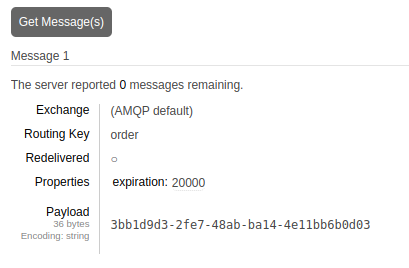 Get Message(s)
Message 1
The server reported 0 messages remaining.
Exchange (AMQP default)
Routing Key order
Redelivered ○
Properties expiration: 20000
Payload
36 bytes
Encoding: string
3bb1d9d3-2fe7-48ab-ba14-4e11bb6b0d03